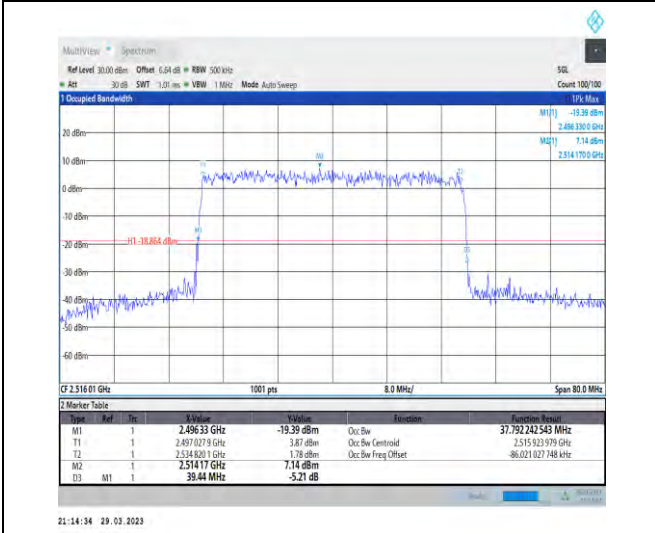 MultiView Spectrum
Ref Level 30.00 dBm Offset 6.64 dB RBW 500 kHz SGL
Att 30 dB SWT 1.01 ms VBW 1 MHz Mode Auto Sweep Count 100/100
1 Occupied Bandwidth 1Pk Max
M1[1] -19.39 dBm
2.496 330 0 GHz
M2[1] 7.14 dBm
2.514 170 0 GHz
20 dBm
10 dBm
0 dBm
-10 dBm
-20 dBm
-30 dBm
-40 dBm
-50 dBm
-60 dBm
H1 -18.864 dBm
T1
M2
T2
M1
D3
CF 2.516 01 GHz 1001 pts 8.0 MHz/ Span 80.0 MHz
2 Marker Table
Type Ref Trc X-Value Y-Value Function Function Result
M1 1 2.496 33 GHz -19.39 dBm Occ Bw 37.792 242 543 MHz
T1 1 2.497 027 9 GHz 3.87 dBm Occ Bw Centroid 2.515 923 979 GHz
T2 1 2.534 820 1 GHz 1.78 dBm Occ Bw Freq Offset -86.021 027 748 kHz
M2 1 2.514 17 GHz 7.14 dBm
D3 M1 1 39.44 MHz -5.21 dB
21:14:34 29.03.2023